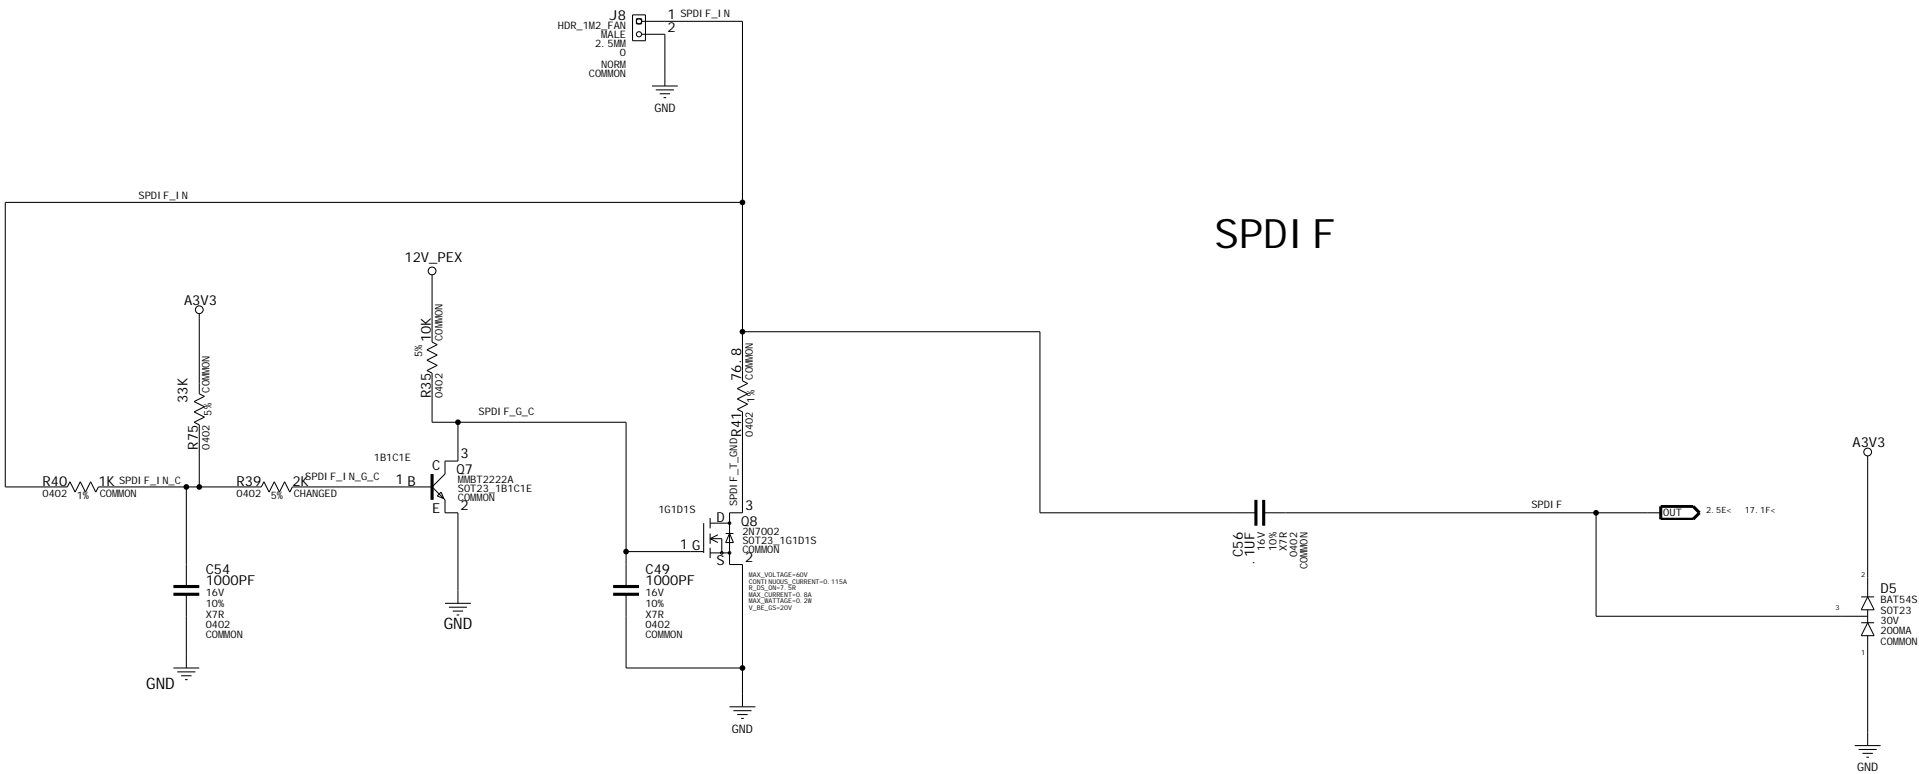 J8
HDR_1M2_FAN
MALE
2.5MM
0
NORM
COMMON
1 SPDIF_IN
2
GND
SPDIF_IN
SPDIF
12V_PEX
10K
COMMON
5%
R35
0402
A3V3
33K
COMMON
5%
R75
0402
SPDIF_G_C
76.8
COMMON
1%
R41
0402
SPDIF_T_GND
R40
0402
1%
1K
COMMON
SPDIF_IN_C
R39
0402
5%
2K
CHANGED
SPDIF_IN_G_C
1B1C1E
1 B
C
3
E
2
Q7
MMBT2222A
SOT23_1B1C1E
COMMON
GND
C54
1000PF
16V
10%
X7R
0402
COMMON
GND
1G1D1S
1 G
D
3
S
2
Q8
2N7002
SOT23_1G1D1S
COMMON
MAX_VOLTAGE=60V
CONTINUOUS_CURRENT=0.115A
R_DS_ON=7.5R
MAX_CURRENT=0.8A
MAX_WATTAGE=0.2W
V_BE_GS=20V
C49
1000PF
16V
10%
X7R
0402
COMMON
GND
C56
.1UF
16V
10%
X7R
0402
COMMON
SPDIF
OUT
2.5E< 17.1F<
A3V3
2
3
1
D5
BAT54S
SOT23
30V
200MA
COMMON
GND